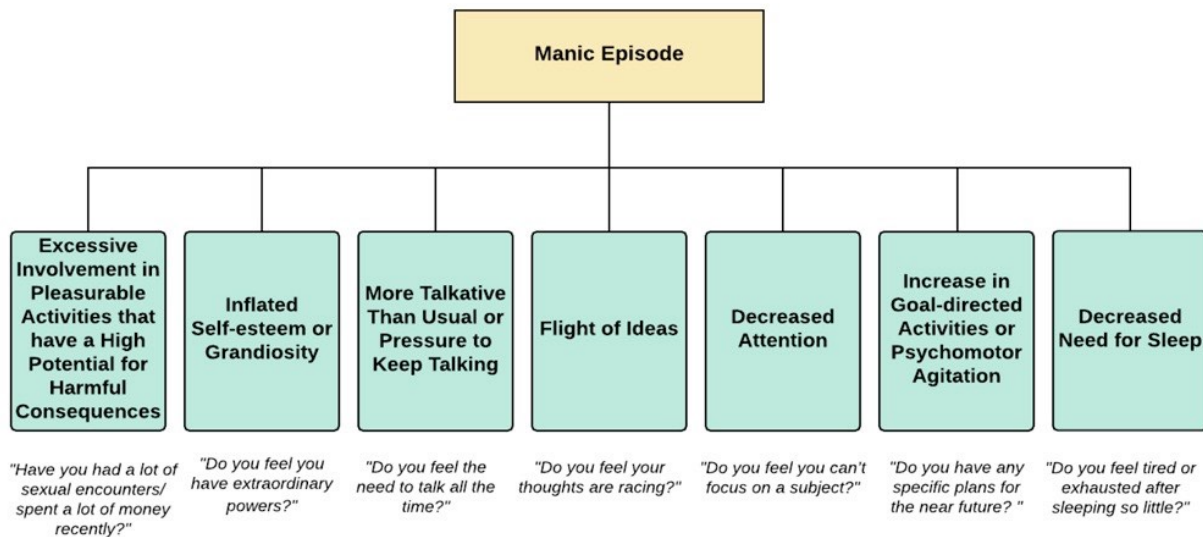 Manic Episode
Excessive
Involvement in
Pleasurable
Activities that
have a High
Potential for
Harmful
Consequences
Inflated
Self-esteem or
Grandiosity
More Talkative
Than Usual or
Pressure to
Keep Talking
Flight of Ideas
Decreased
Attention
Increase in
Goal-directed
Activities or
Psychomotor
Agitation
Decreased
Need for Sleep
"Have you had a lot of
sexual encounters/
spent a lot of money
recently?"
"Do you feel you
have extraordinary
powers?"
"Do you feel the
need to talk all the
time?"
"Do you feel your
thoughts are racing?"
"Do you feel you can't
focus on a subject?"
"Do you have any
specific plans for
the near future? "
"Do you feel tired or
exhausted after
sleeping so little?"